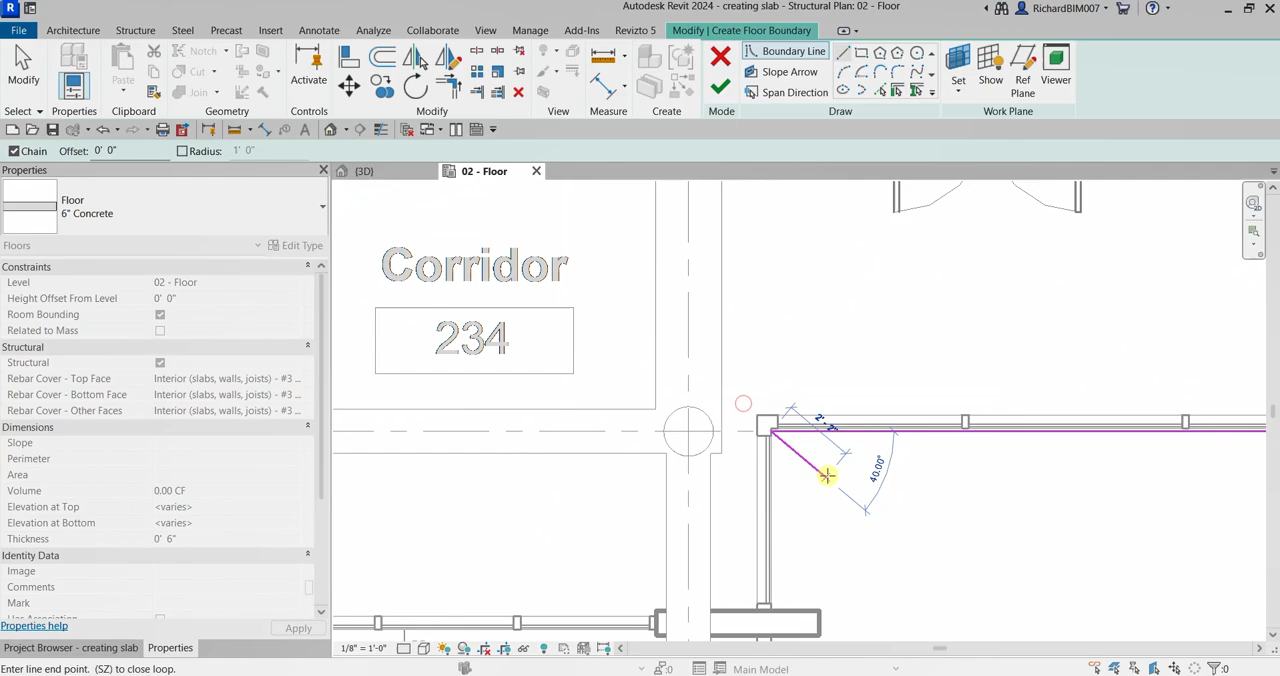 Autodesk Revit 2024 - creating slab - Structural Plan: 02 - Floor
RichardBIM007
File
Architecture
Structure
Steel
Precast
Insert
Annotate
Analyze
Collaborate
View
Manage
Add-Ins
Revizto 5
Modify | Create Floor Boundary
Modify
Paste
Notch
Cut
Join
Activate
Set
Show
Ref
Plane
Viewer
Boundary Line
Slope Arrow
Span Direction
Select
Properties
Clipboard
Geometry
Controls
Modify
View
Measure
Create
Mode
Draw
Work Plane
Chain
Offset: 0' 0"
Radius: 1' 0"
Properties
{3D}
02 - Floor
Floor
6" Concrete
Floors
Edit Type
Constraints
Level 02 - Floor
Height Offset From Level 0' 0"
Room Bounding
Related to Mass
Structural
Structural
Rebar Cover - Top Face Interior (slabs, walls, joists) - #3 ...
Rebar Cover - Bottom Face Interior (slabs, walls, joists) - #3 ...
Rebar Cover - Other Faces Interior (slabs, walls, joists) - #3 ...
Dimensions
Slope
Perimeter
Area
Volume 0.00 CF
Elevation at Top <varies>
Elevation at Bottom <varies>
Thickness 0' 6"
Identity Data
Image
Comments
Mark
Properties help
Apply
Project Browser - creating slab
Properties
Corridor
234
40.00°
1/8" = 1'-0"
Enter line end point. (SZ) to close loop.
:0
Main Model
:0